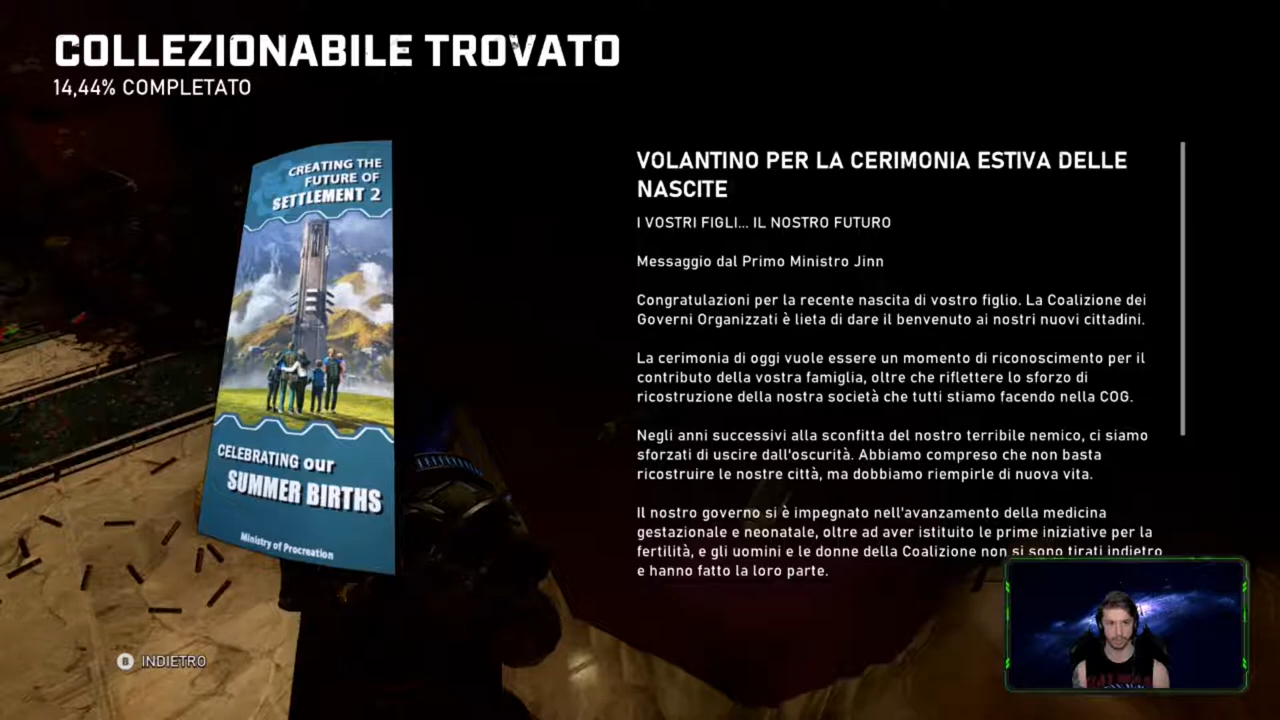 COLLEZIONABILE TROVATO
14,44% COMPLETATO
CREATING THE
FUTURE OF
SETTLEMENT 2
CELEBRATING our
SUMMER BIRTHS
Ministry of Procreation
VOLANTINO PER LA CERIMONIA ESTIVA DELLE
NASCITE
I VOSTRI FIGLI... IL NOSTRO FUTURO
Messaggio dal Primo Ministro Jinn
Congratulazioni per la recente nascita di vostro figlio. La Coalizione dei
Governi Organizzati è lieta di dare il benvenuto ai nostri nuovi cittadini.
La cerimonia di oggi vuole essere un momento di riconoscimento per il
contributo della vostra famiglia, oltre che riflettere lo sforzo di
ricostruzione della nostra società che tutti stiamo facendo nella COG.
Negli anni successivi alla sconfitta del nostro terribile nemico, ci siamo
sforzati di uscire dall'oscurità. Abbiamo compreso che non basta
ricostruire le nostre città, ma dobbiamo riempirle di nuova vita.
Il nostro governo si è impegnato nell'avanzamento della medicina
gestazionale e neonatale, oltre ad aver istituito le prime iniziative per la
fertilità, e gli uomini e le donne della Coalizione non si sono tirati indietro
e hanno fatto la loro parte.
B INDIETRO